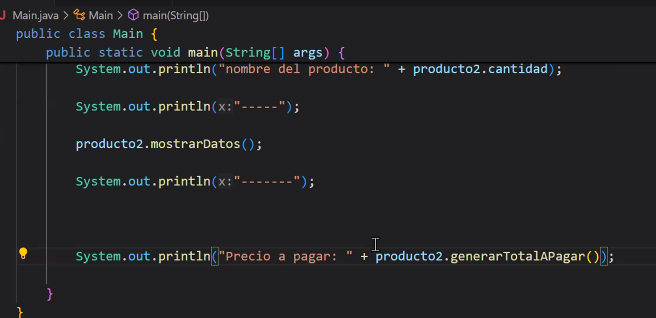 Main.java > Main > main(String[])
public class Main {
public static void main(String[] args) {
System.out.println("nombre del producto: " + producto2.cantidad);
System.out.println(x:"-----");
producto2.mostrarDatos();
System.out.println(x:"-------");
System.out.println("Precio a pagar: " + producto2.generarTotalAPagar());
}
}